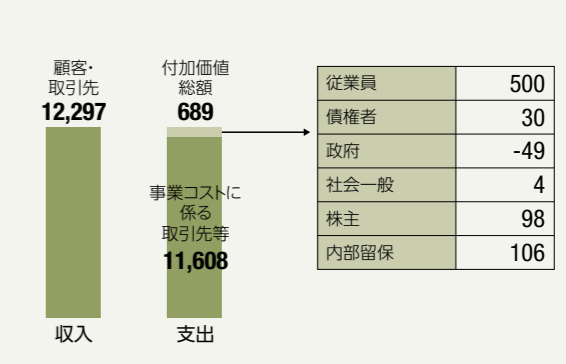 顧客・
取引先
12,297
収入
付加価値
総額
689
事業コストに
係る
取引先等
11,608
支出
従業員 500
債権者 30
政府 -49
社会一般 4
株主 98
内部留保 106